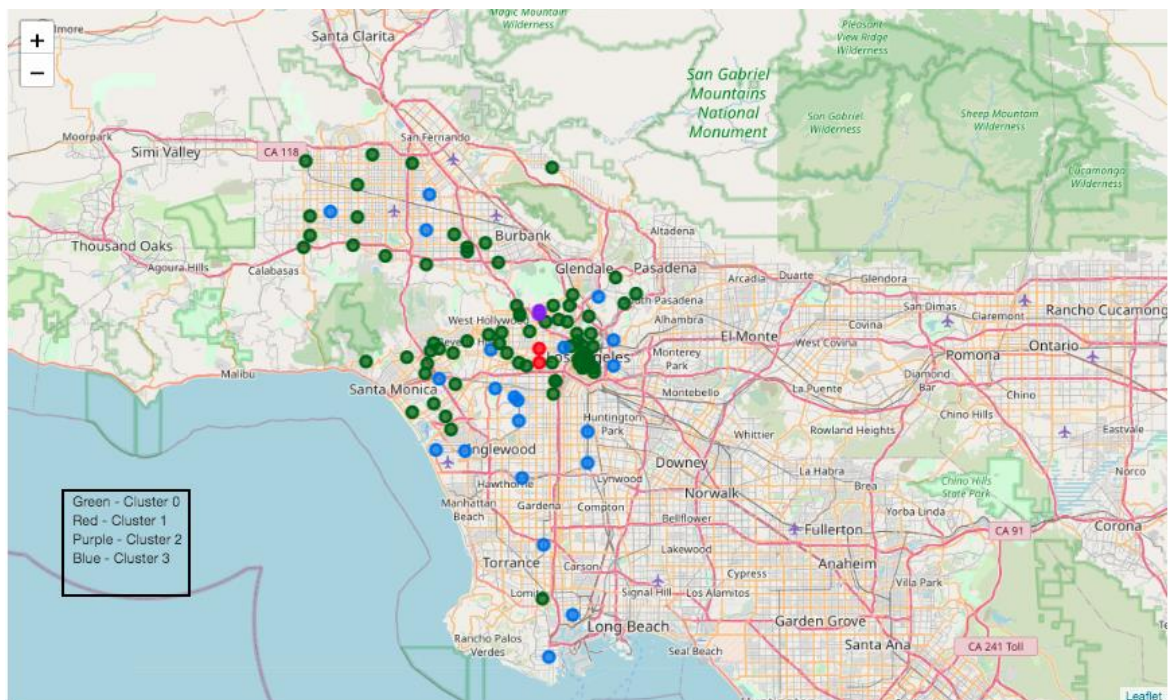 +
−
Magic Mountain
Wilderness
Santa Clarita
Pleasant
View Ridge
Wilderness
San Gabriel
Mountains
National
Monument
San Gabriel
Wilderness
Sheep Mountain
Wilderness
Cucamonga
Wilderness
Moorpark
Simi Valley
CA 118
San Fernando
Thousand Oaks
Agoura Hills
Calabasas
Burbank
Altadena
Glendale
Pasadena
Arcadia
Duarte
Glendora
South Pasadena
San Dimas
Claremont
Rancho Cucamong
West Hollywood
Alhambra
El Monte
Covina
West Covina
Ontario
Los Angeles
Monterey
Park
Pomona
Malibu
Santa Monica
Montebello
La Puente
Diamond
Bar
Chino
Chino Hills
Huntington
Park
Whittier
Rowland Heights
Eastvale
Inglewood
Downey
La Habra
Norco
Hawthorne
Lynwood
Brea
Chino Hills
State Park
Norwalk
Manhattan
Beach
Gardena
Compton
Yorba Linda
Bellflower
Fullerton
CA 91
Corona
Green - Cluster 0
Red - Cluster 1
Purple - Cluster 2
Blue - Cluster 3
Lakewood
Torrance
Carson
Cypress
Anaheim
Villa Park
Lomit
Signal Hill
Los Alamitos
Long Beach
Garden Grove
Rancho Palos
Verdes
Seal Beach
Santa Ana
CA 241 Toll
Leaflet